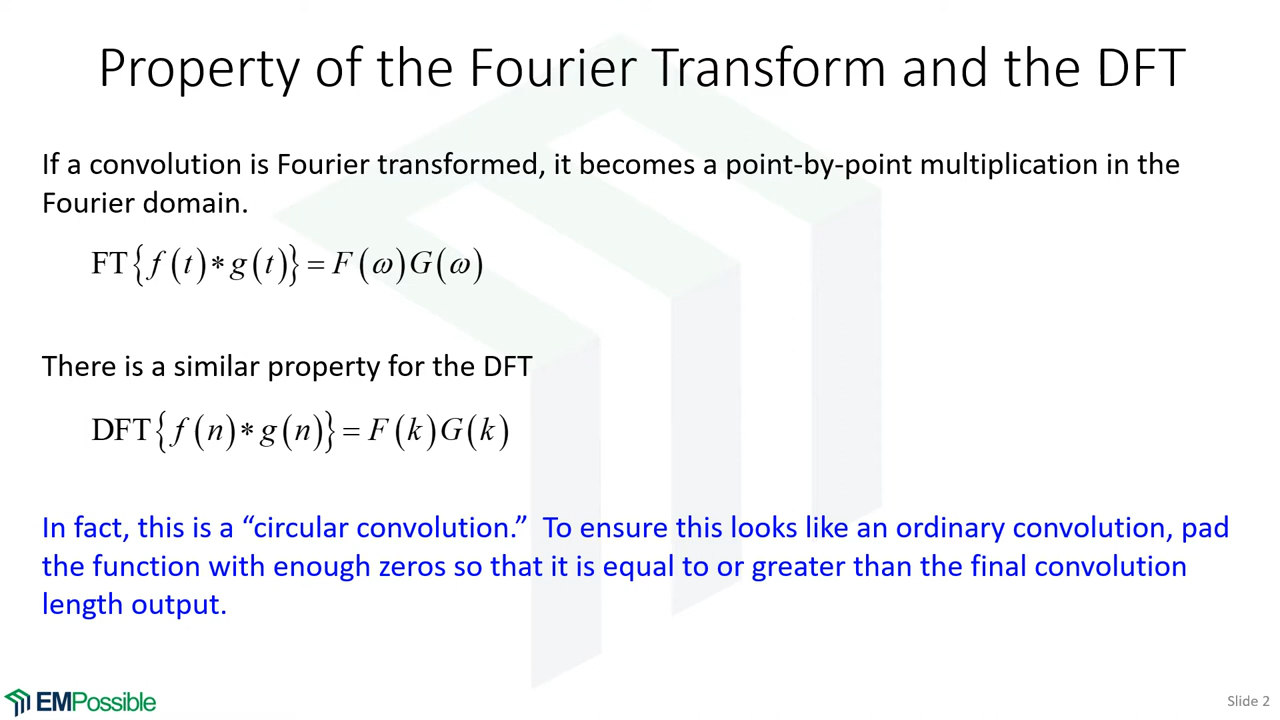 Property of the Fourier Transform and the DFT
If a convolution is Fourier transformed, it becomes a point-by-point multiplication in the
Fourier domain.
FT{f(t)∗g(t)}=F(ω)G(ω)
There is a similar property for the DFT
DFT{f(n)∗g(n)}=F(k)G(k)
In fact, this is a “circular convolution.” To ensure this looks like an ordinary convolution, pad
the function with enough zeros so that it is equal to or greater than the final convolution
length output.
EMPossible
Slide 2